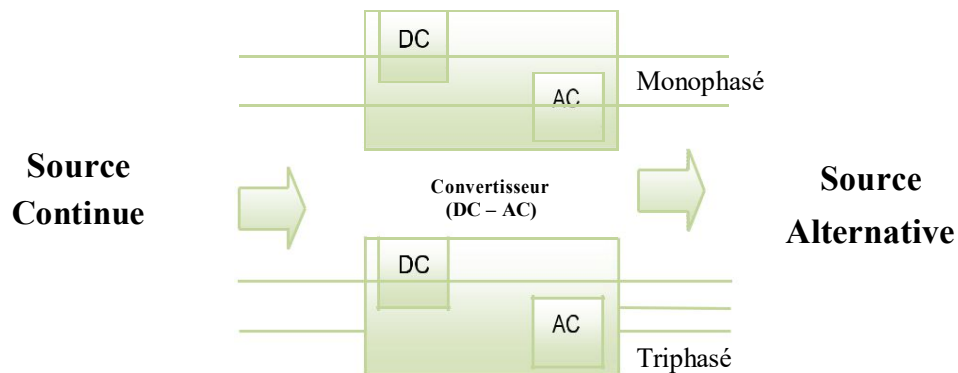 DC
AC
Monophasé
Source
Continue
Convertisseur
(DC – AC)
Source
Alternative
DC
AC
Triphasé